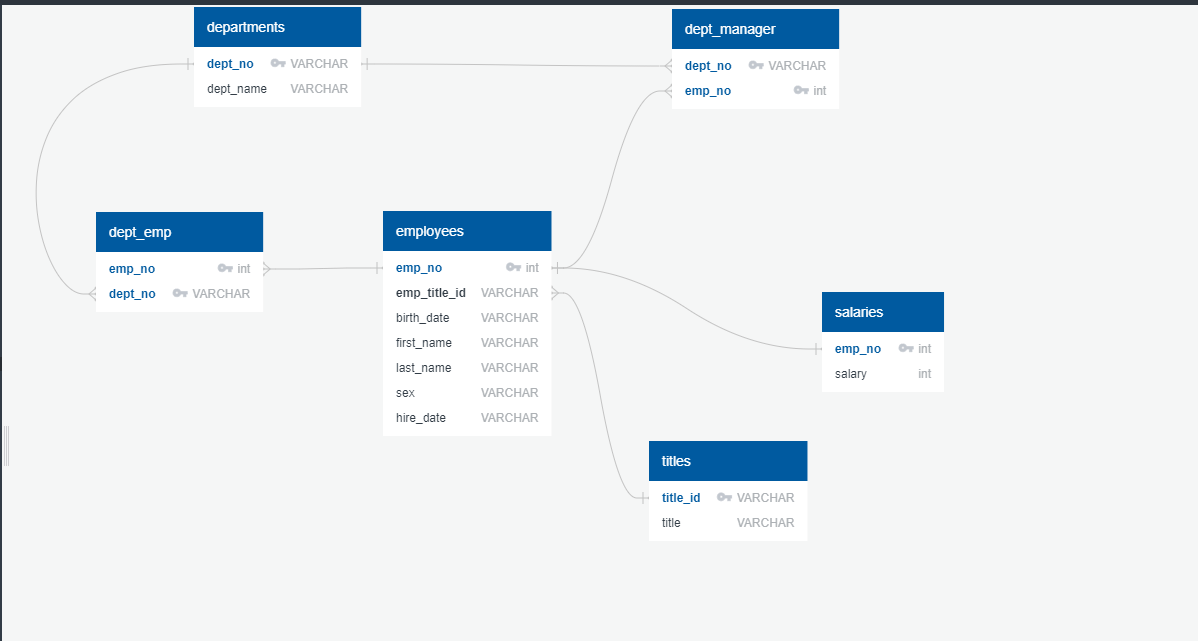 departments
dept_no VARCHAR
dept_name VARCHAR
dept_manager
dept_no VARCHAR
emp_no int
dept_emp
emp_no int
dept_no VARCHAR
employees
emp_no int
emp_title_id VARCHAR
birth_date VARCHAR
first_name VARCHAR
last_name VARCHAR
sex VARCHAR
hire_date VARCHAR
salaries
emp_no int
salary int
titles
title_id VARCHAR
title VARCHAR